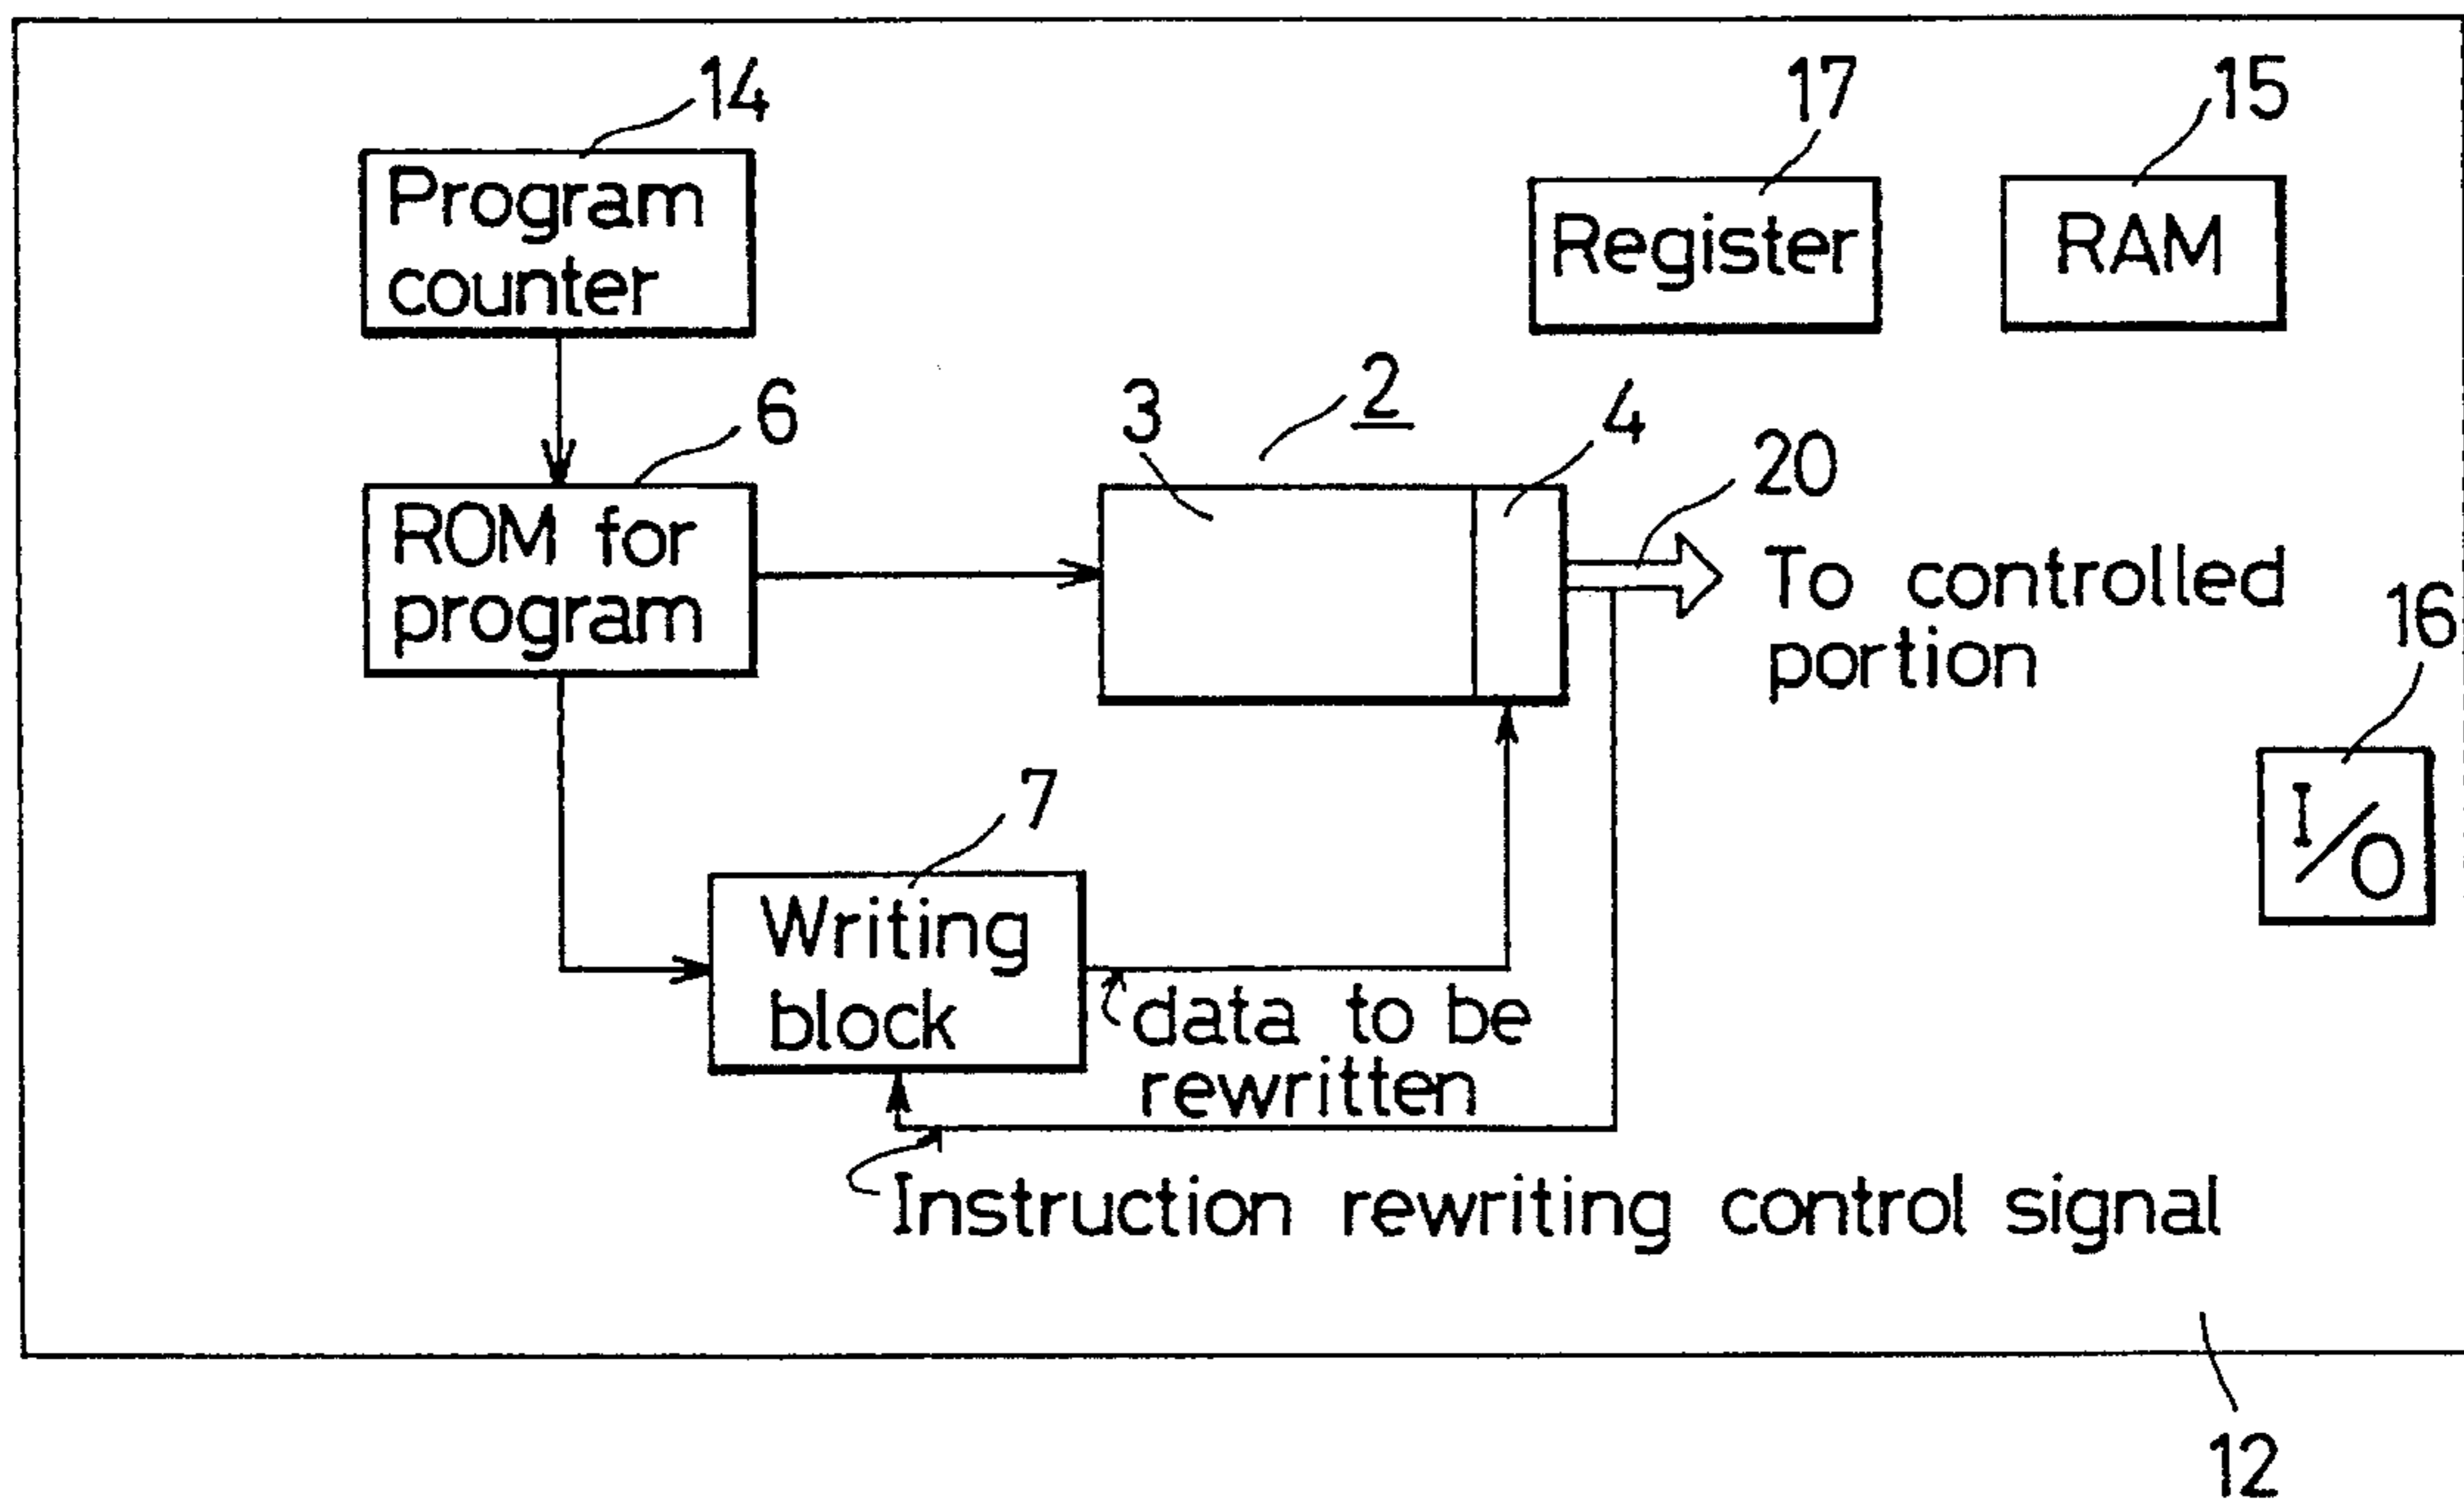 14
17
15
Program
counter
Register
RAM
6
3
2
4
20
ROM for
program
To controlled
portion
16
7
I/O
Writing
block
data to be
rewritten
Instruction rewriting control signal
12